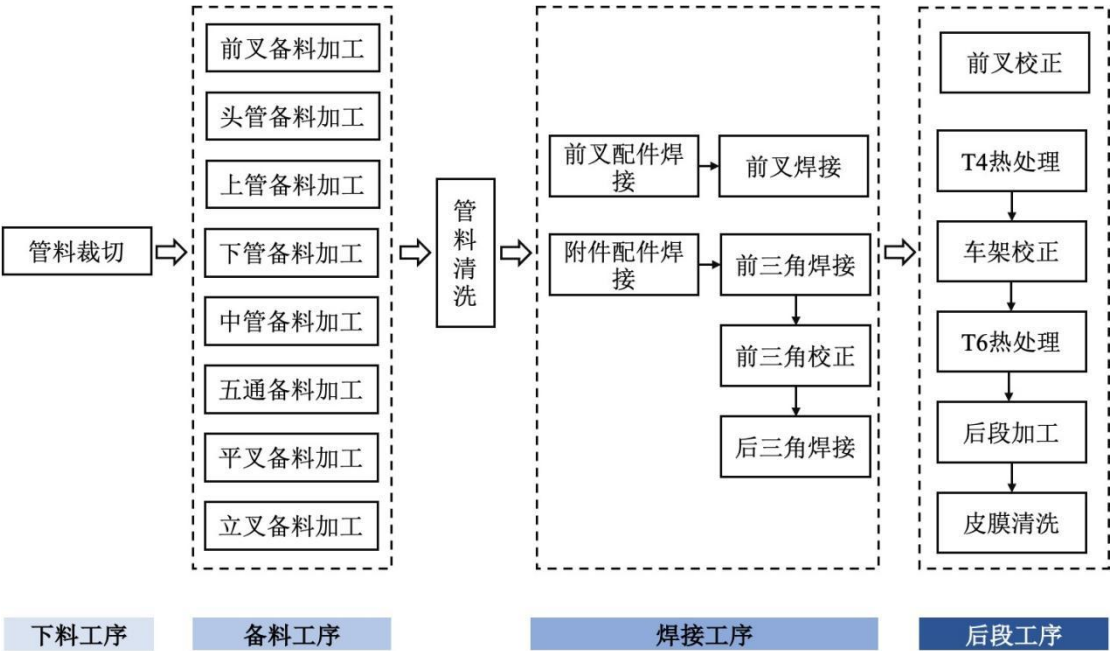 管料裁切
前叉备料加工
头管备料加工
上管备料加工
下管备料加工
中管备料加工
五通备料加工
平叉备料加工
立叉备料加工
管
料
清
洗
前叉配件焊
接
前叉焊接
附件配件焊
接
前三角焊接
前三角校正
后三角焊接
前叉校正
T4热处理
车架校正
T6热处理
后段加工
皮膜清洗
下料工序
备料工序
焊接工序
后段工序